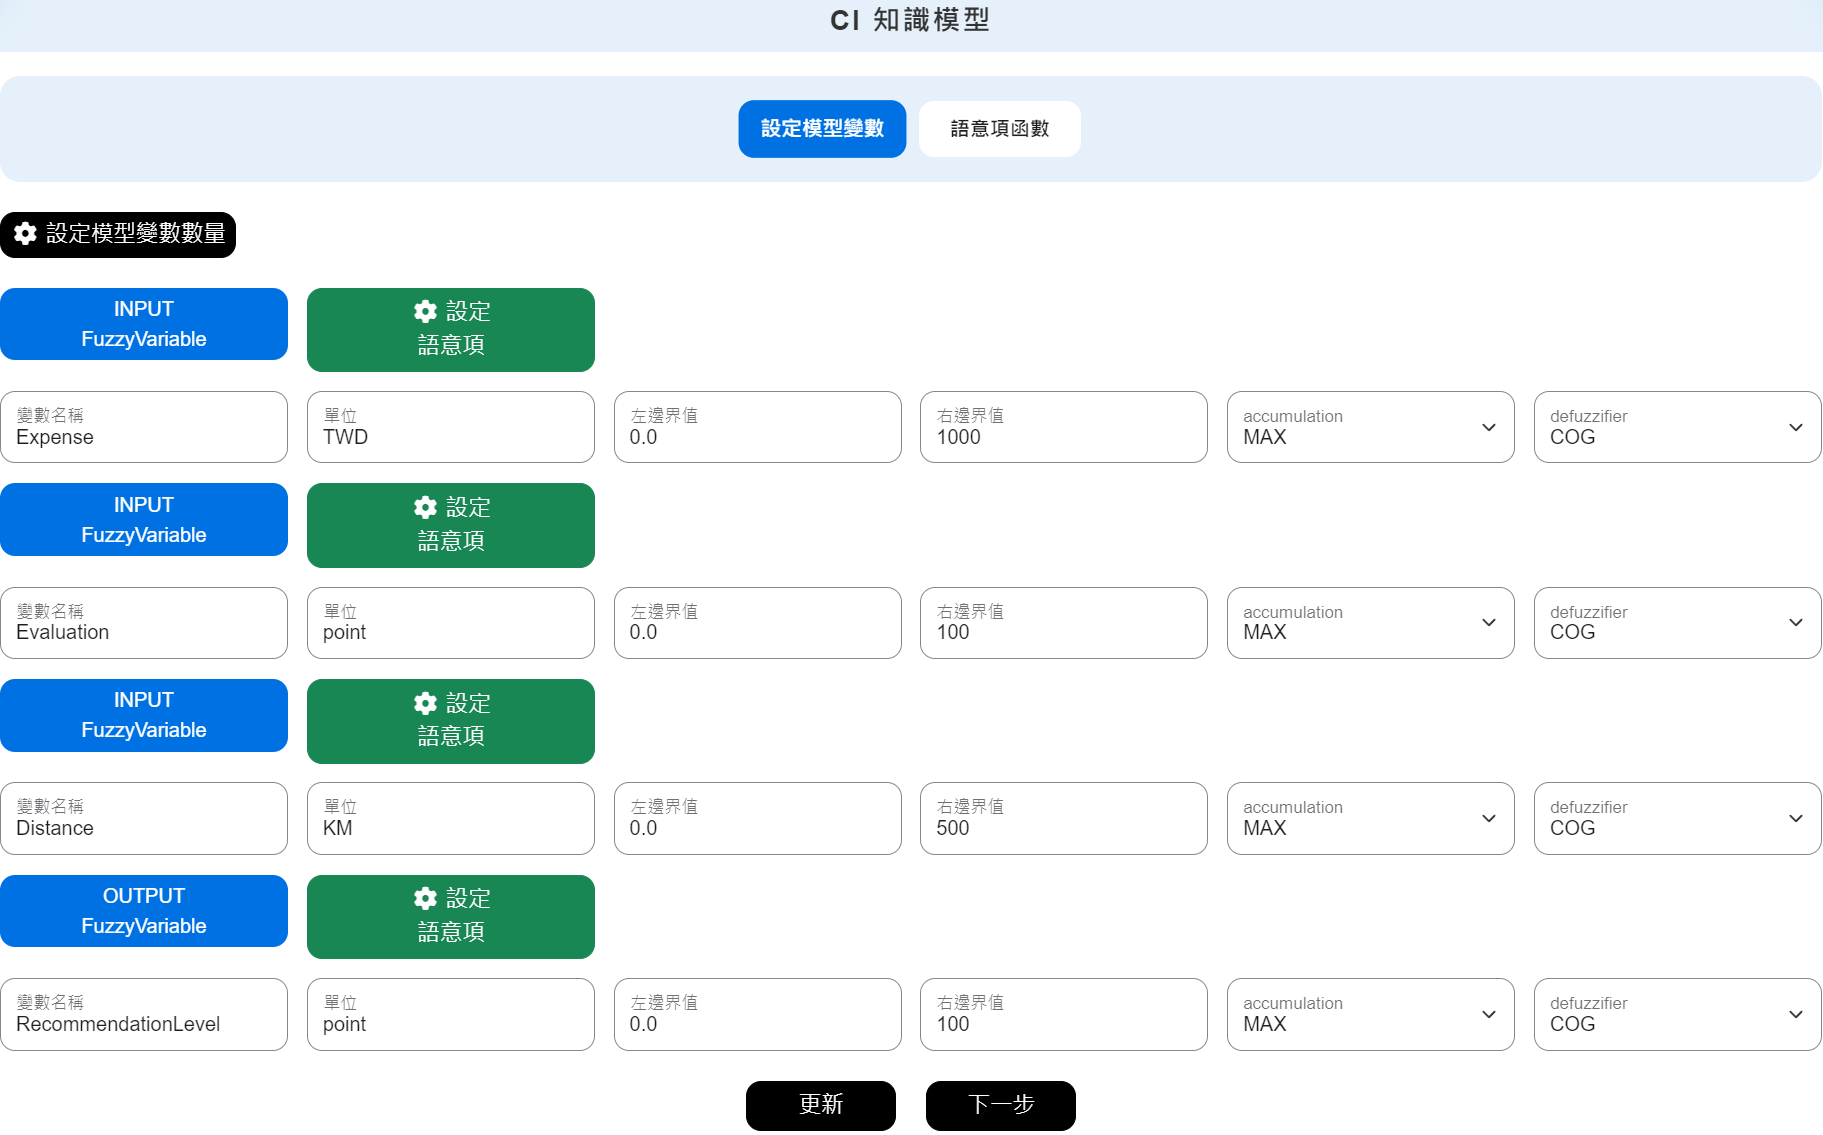 CI 知識模型
設定模型變數
語意項函數
設定模型變數數量
INPUT
FuzzyVariable
設定
語意項
變數名稱
Expense
單位
TWD
左邊界值
0.0
右邊界值
1000
accumulation
MAX
defuzzifier
COG
INPUT
FuzzyVariable
設定
語意項
變數名稱
Evaluation
單位
point
左邊界值
0.0
右邊界值
100
accumulation
MAX
defuzzifier
COG
INPUT
FuzzyVariable
設定
語意項
變數名稱
Distance
單位
KM
左邊界值
0.0
右邊界值
500
accumulation
MAX
defuzzifier
COG
OUTPUT
FuzzyVariable
設定
語意項
變數名稱
RecommendationLevel
單位
point
左邊界值
0.0
右邊界值
100
accumulation
MAX
defuzzifier
COG
更新
下一步